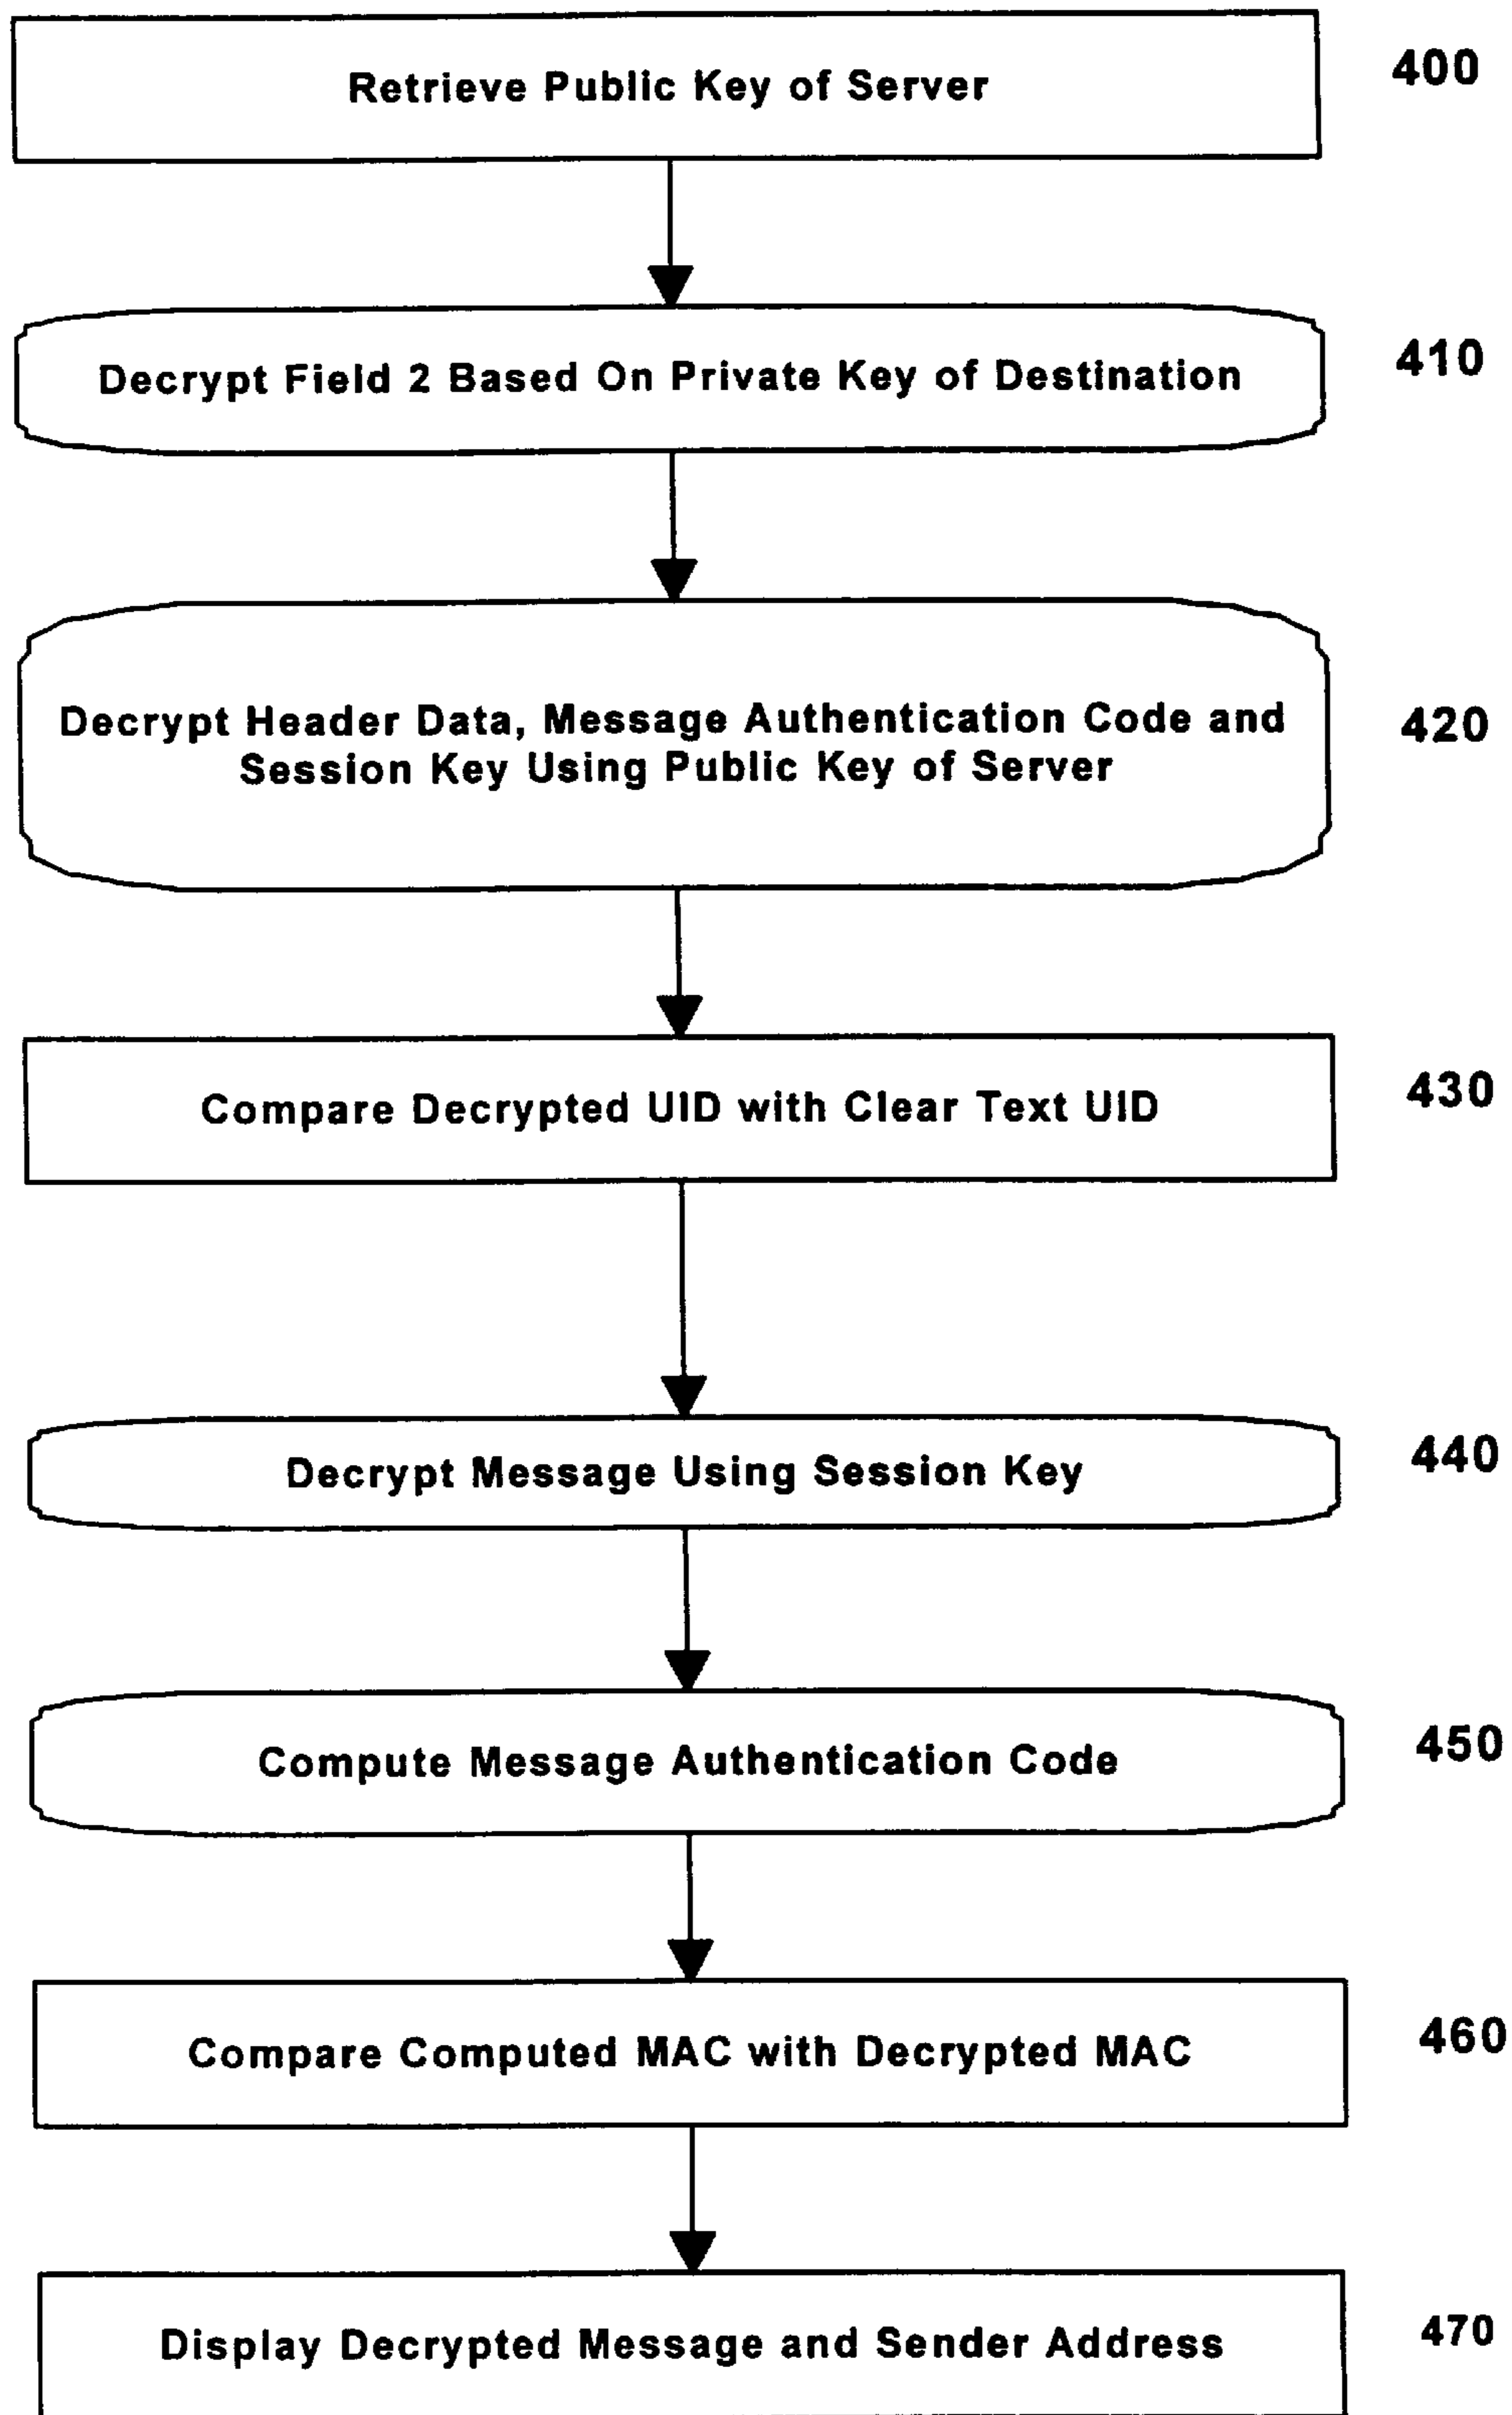 Retrieve Public Key of Server
400
Decrypt Field 2 Based On Private Key of Destination
410
Decrypt Header Data, Message Authentication Code and
Session Key Using Public Key of Server
420
Compare Decrypted UID with Clear Text UID
430
Decrypt Message Using Session Key
440
Compute Message Authentication Code
450
Compare Computed MAC with Decrypted MAC
460
Display Decrypted Message and Sender Address
470